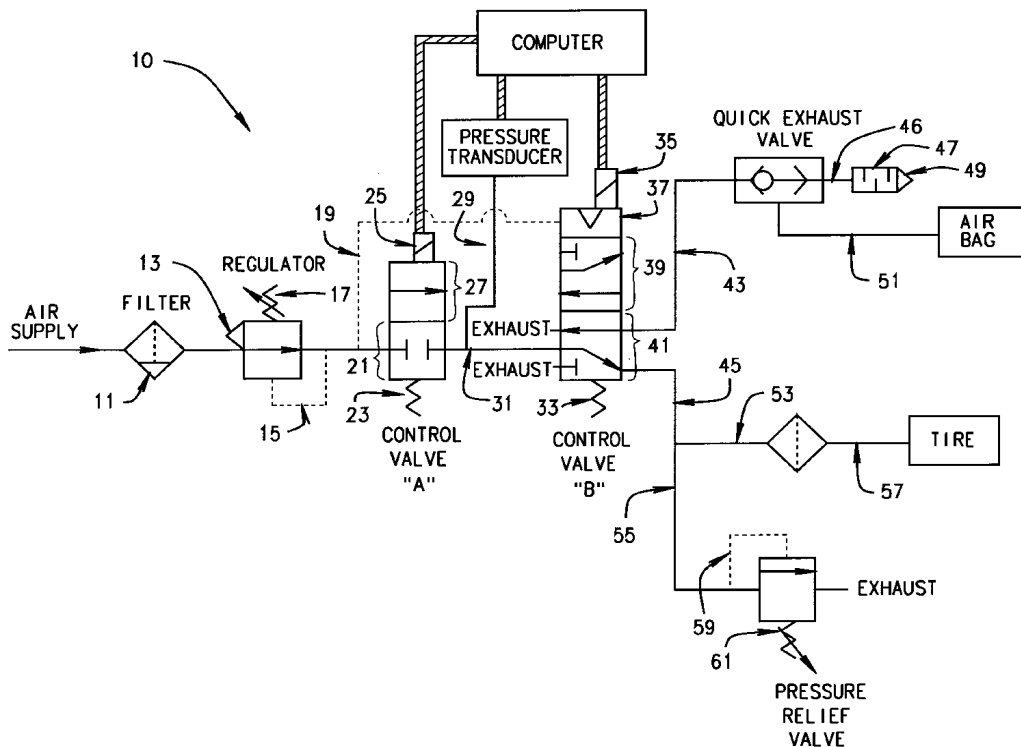 10
COMPUTER
PRESSURE
TRANSDUCER
QUICK EXHAUST
VALVE
46
47
49
35
37
25
29
19
13
REGULATOR
17
27
39
43
51
AIR
BAG
AIR
SUPPLY
FILTER
EXHAUST
21
41
EXHAUST
11
15
23
31
33
45
53
CONTROL
VALVE
"A"
CONTROL
VALVE
"B"
TIRE
57
55
59
EXHAUST
61
PRESSURE
RELIEF
VALVE